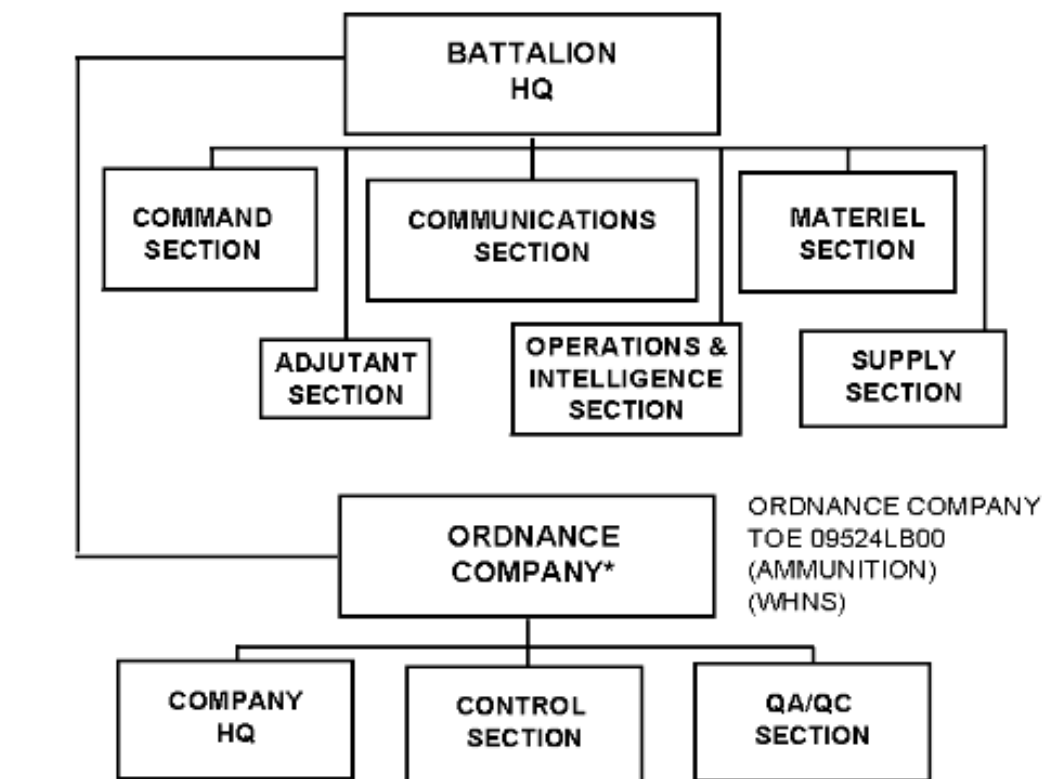 BATTALION
HQ
COMMAND
SECTION
COMMUNICATIONS
SECTION
MATERIEL
SECTION
ADJUTANT
SECTION
OPERATIONS &
INTELLIGENCE
SECTION
SUPPLY
SECTION
ORDNANCE
COMPANY*
ORDNANCE COMPANY
TOE 09524LB00
(AMMUNITION)
(WHNS)
COMPANY
HQ
CONTROL
SECTION
QA/QC
SECTION